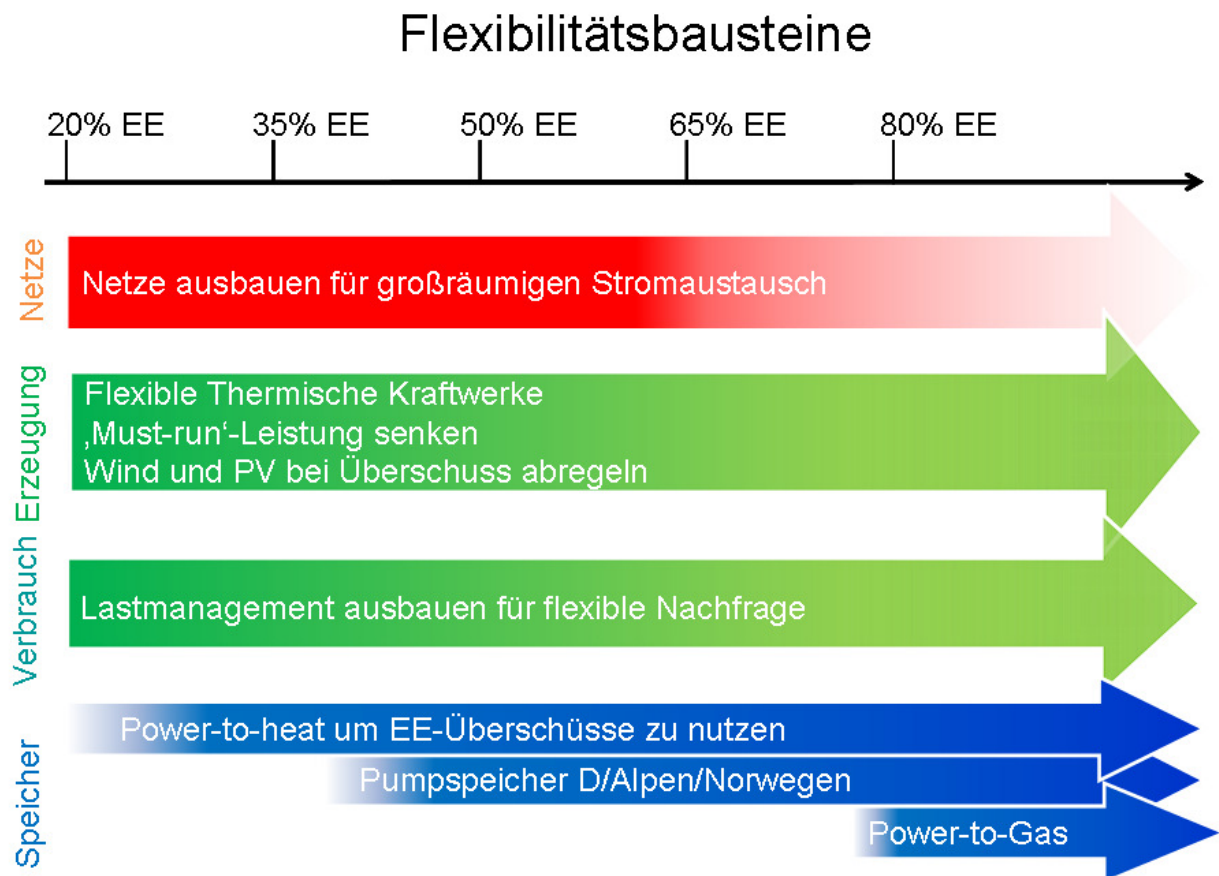 Flexibilitätsbausteine
20% EE 35% EE 50% EE 65% EE 80% EE
Netze
Netze ausbauen für großräumigen Stromaustausch
Erzeugung
Flexible Thermische Kraftwerke
‚Must-run‘-Leistung senken
Wind und PV bei Überschuss abregeln
Verbrauch
Lastmanagement ausbauen für flexible Nachfrage
Speicher
Power-to-heat um EE-Überschüsse zu nutzen
Pumpspeicher D/Alpen/Norwegen
Power-to-Gas